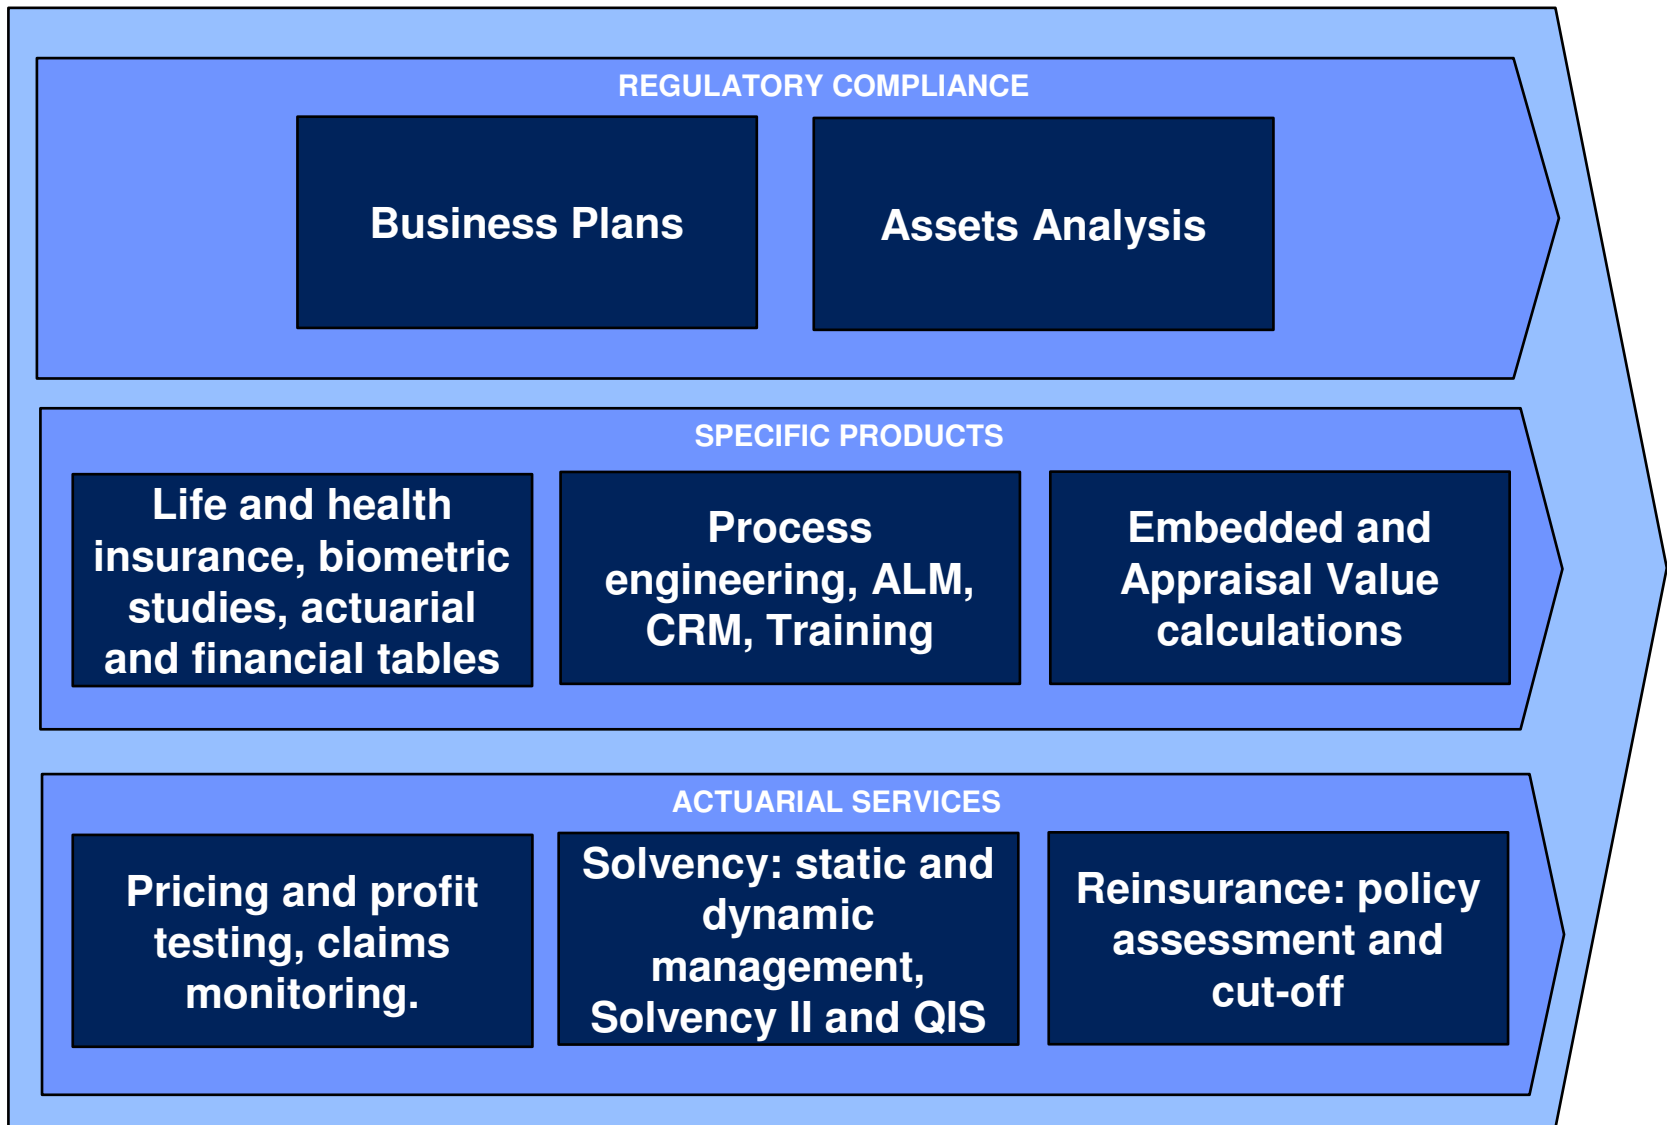 REGULATORY COMPLIANCE
Business Plans
Assets Analysis
SPECIFIC PRODUCTS
Life and health
insurance, biometric
studies, actuarial
and financial tables
Process
engineering, ALM,
CRM, Training
Embedded and
Appraisal Value
calculations
ACTUARIAL SERVICES
Pricing and profit
testing, claims
monitoring.
Solvency: static and
dynamic
management,
Solvency II and QIS
Reinsurance: policy
assessment and
cut-off